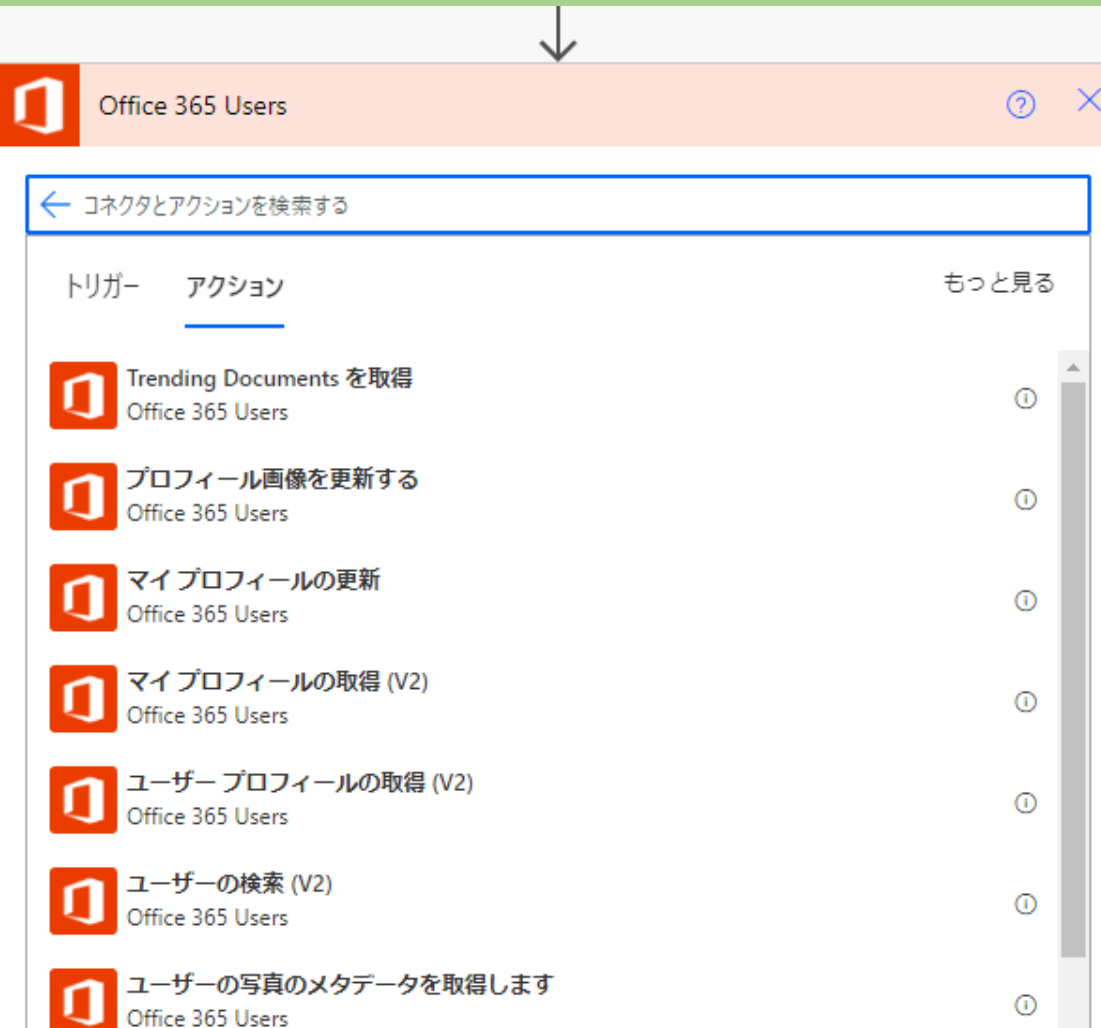 Office 365 Users
コネクタとアクションを検索する
トリガー アクション もっと見る
Trending Documents を取得
Office 365 Users
プロフィール画像を更新する
Office 365 Users
マイ プロフィールの更新
Office 365 Users
マイ プロフィールの取得 (V2)
Office 365 Users
ユーザー プロフィールの取得 (V2)
Office 365 Users
ユーザーの検索 (V2)
Office 365 Users
ユーザーの写真のメタデータを取得します
Office 365 Users